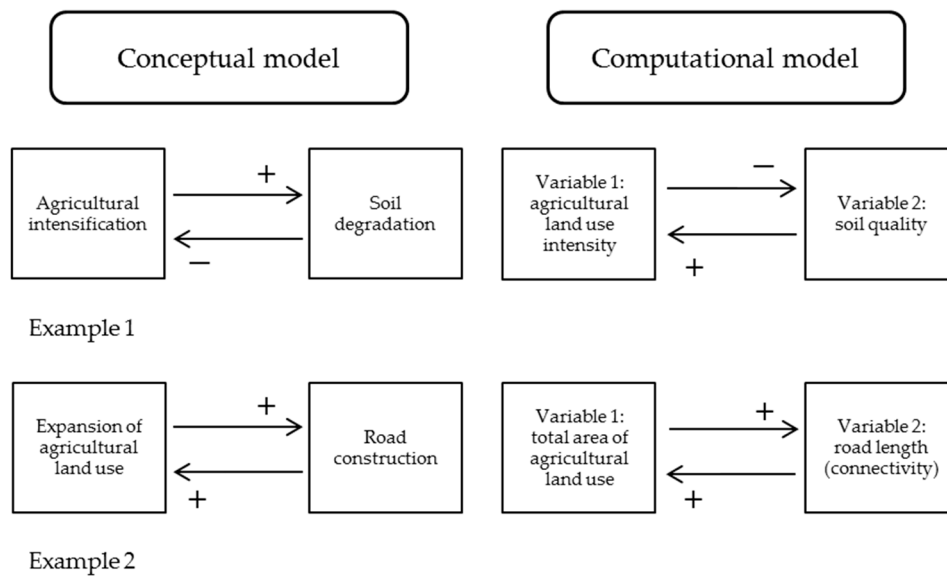 Conceptual model
Computational model
Agricultural
intensification
+
−
Soil
degradation
Variable 1:
agricultural
land use
intensity
−
+
Variable 2:
soil quality
Example 1
Expansion of
agricultural
land use
+
+
Road
construction
Variable 1:
total area of
agricultural
land use
+
+
Variable 2:
road length
(connectivity)
Example 2